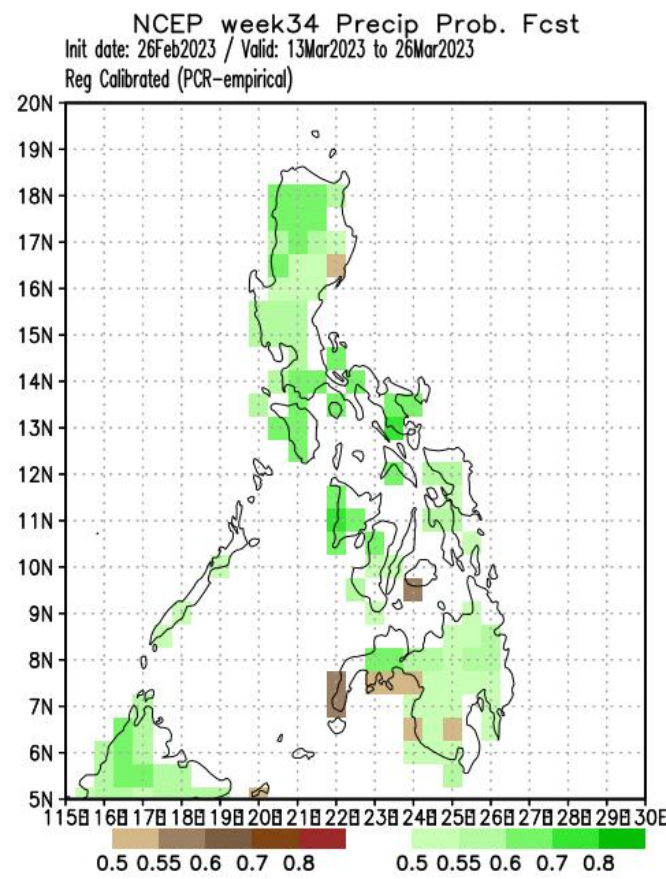 NCEP week34 Precip Prob. Fcst
Init date: 26Feb2023 / Valid: 13Mar2023 to 26Mar2023
Reg Calibrated (PCR-empirical)
20N
19N
18N
17N
16N
15N
14N
13N
12N
11N
10N
9N
8N
7N
6N
5N
115E 116E 117E 118E 119E 120E 121E 122E 123E 124E 125E 126E 127E 128E 129E 130E
0.5 0.55 0.6 0.7 0.8 0.5 0.55 0.6 0.7 0.8